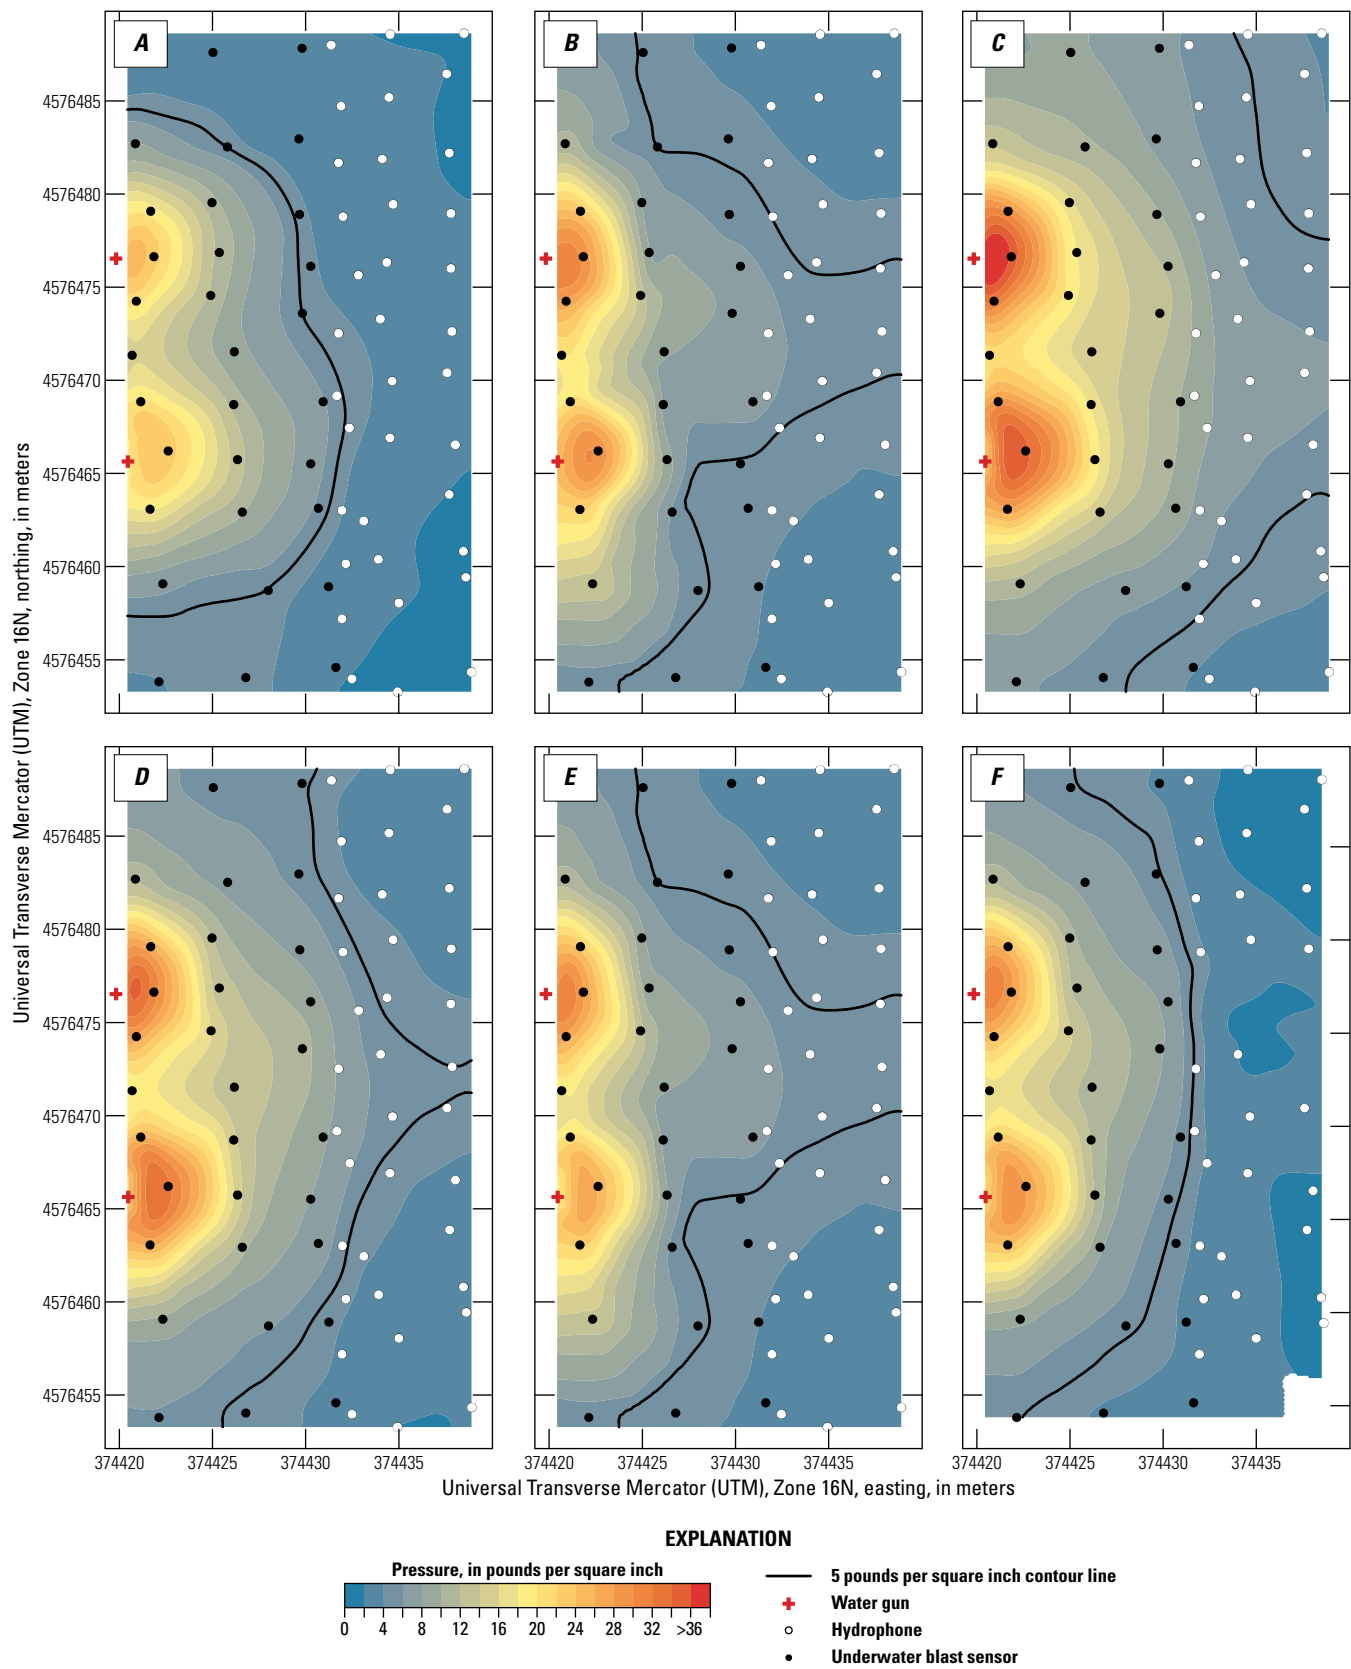 A
B
C
4576485
4576480
4576475
4576470
4576465
4576460
4576455
Universal Transverse Mercator (UTM), Zone 16N, northing, in meters
D
E
F
4576485
4576480
4576475
4576470
4576465
4576460
4576455
374420 374425 374430 374435 374420 374425 374430 374435 374420 374425 374430 374435
Universal Transverse Mercator (UTM), Zone 16N, easting, in meters
EXPLANATION
Pressure, in pounds per square inch
0 4 8 12 16 20 24 28 32 >36
5 pounds per square inch contour line
Water gun
Hydrophone
Underwater blast sensor